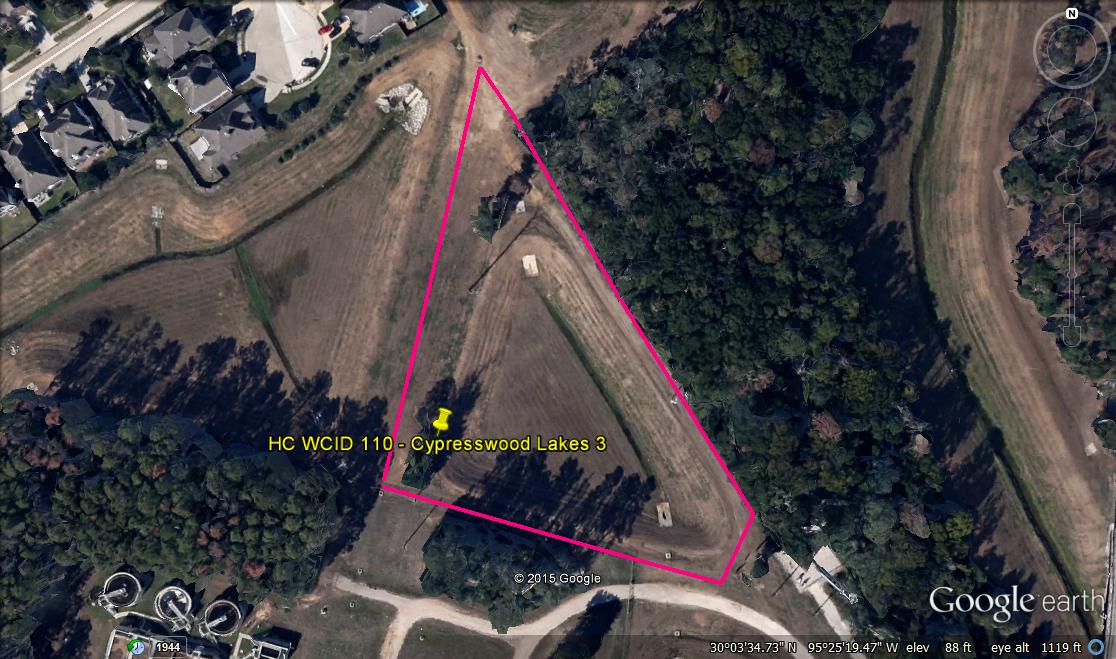 N
HC WCID 110 - Cypresswood Lakes 3
© 2015 Google
Google earth
1944
30°03'34.73" N 95°25'19.47" W elev 88 ft eye alt 1119 ft